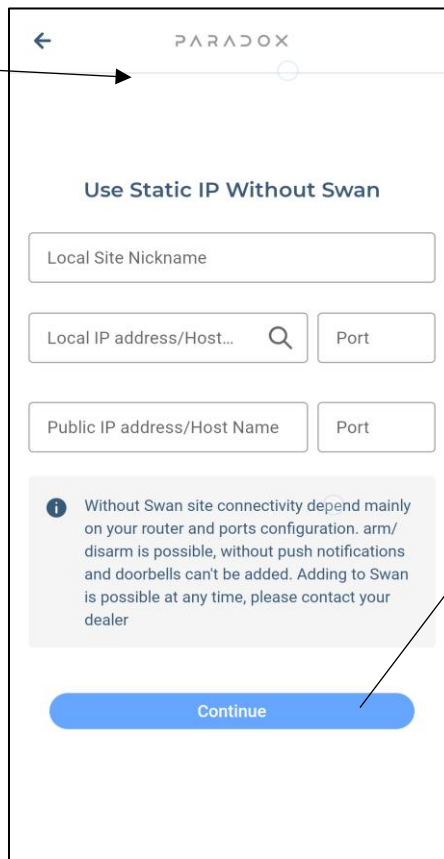 PARADOX
Use Static IP Without Swan
Local Site Nickname
Local IP address/Host... Port
Public IP address/Host Name Port
Without Swan site connectivity depend mainly
on your router and ports configuration. arm/
disarm is possible, without push notifications
and doorbells can't be added. Adding to Swan
is possible at any time, please contact your
dealer
Continue